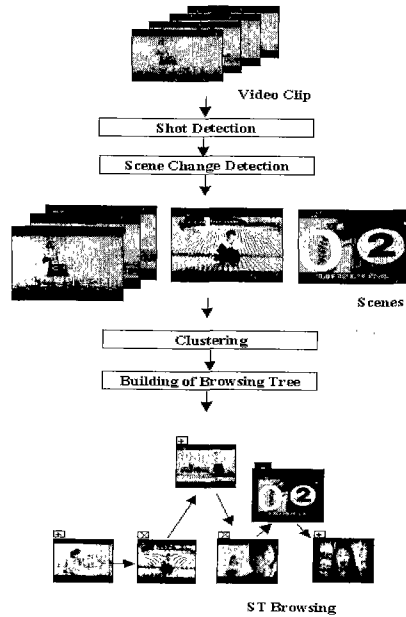 Video Clip
Shot Detection
Scene Change Detection
2
Scenes
Clustering
Building of Browsing Tree
2
ST Browsing